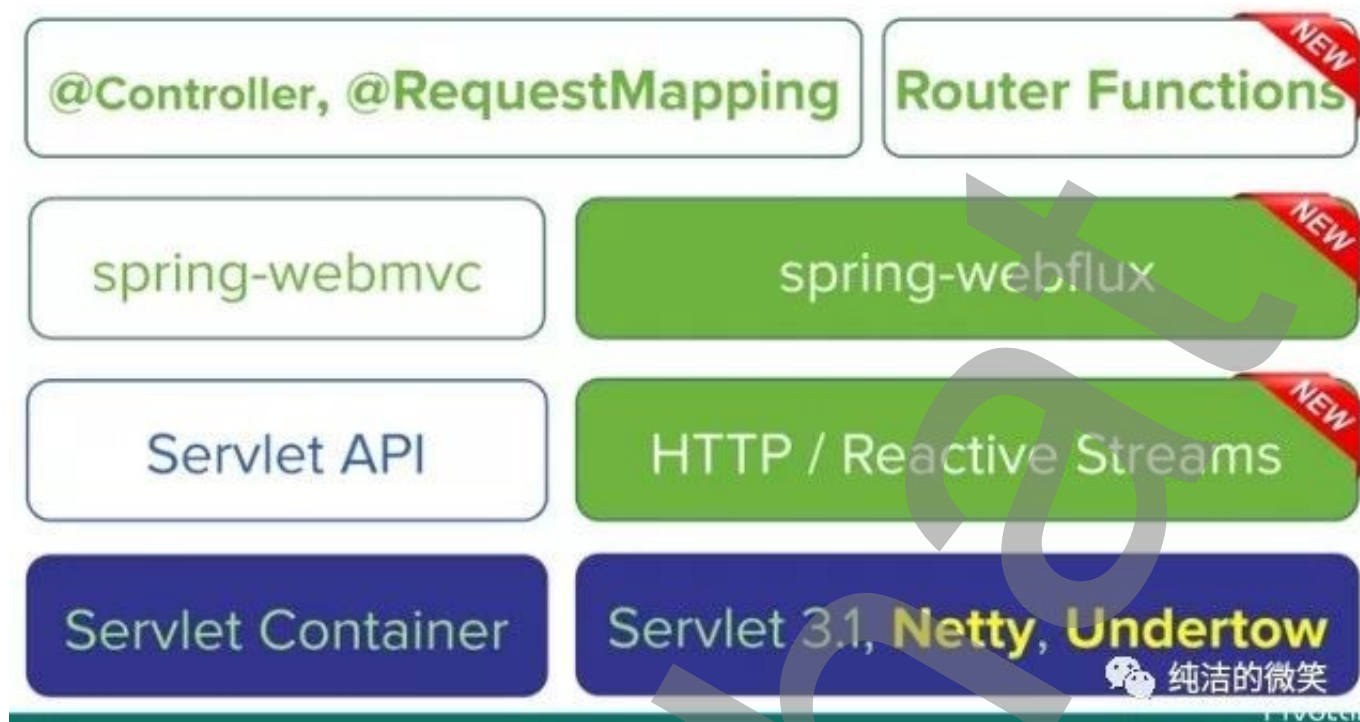 @Controller, @RequestMapping
Router Functions
NEW
spring-webmvc
spring-webflux
NEW
Servlet API
HTTP / Reactive Streams
NEW
Servlet Container
Servlet 3.1, Netty, Undertow
纯洁的微笑